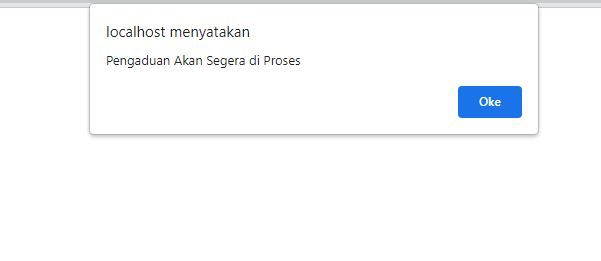 localhost menyatakan
Pengaduan Akan Segera di Proses
Oke